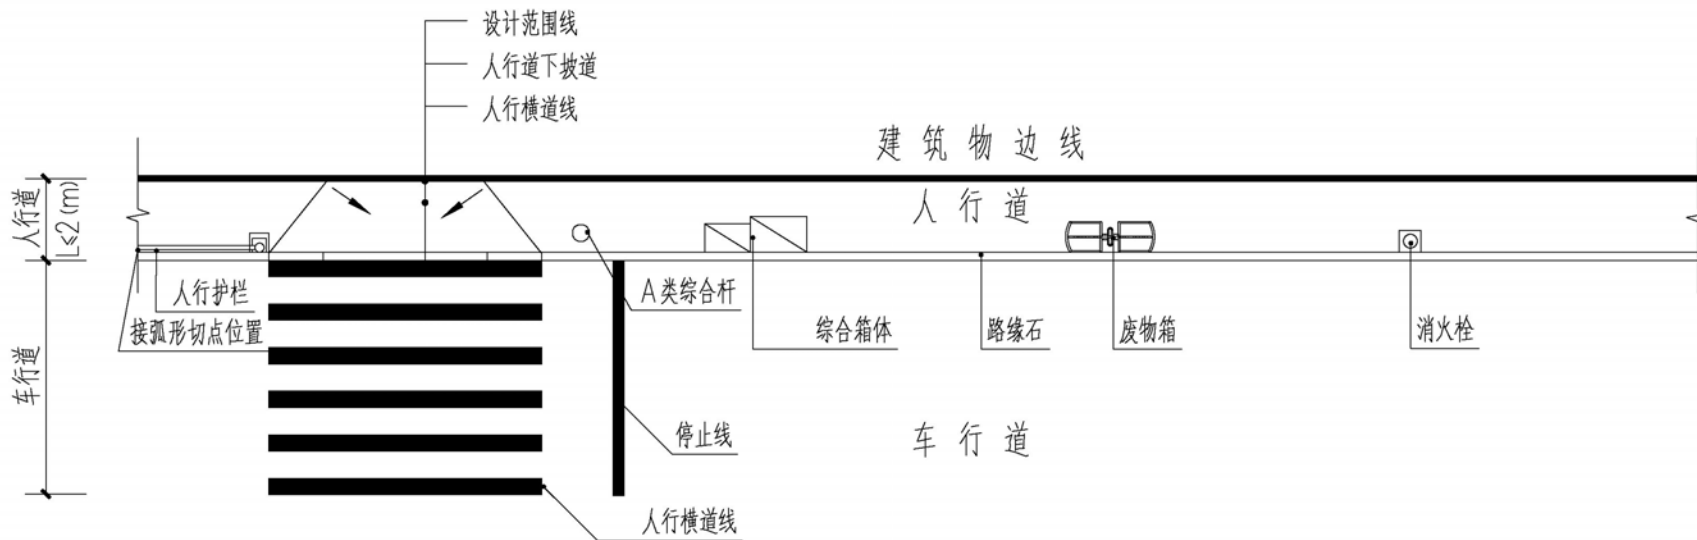 设计范围线
人行道下坡道
人行横道线
建筑物边线
人行道
人行道
L≤2(m)
人行护栏
接弧形切点位置
A类综合杆
综合箱体
路缘石
废物箱
消火栓
车行道
停止线
车行道
人行横道线